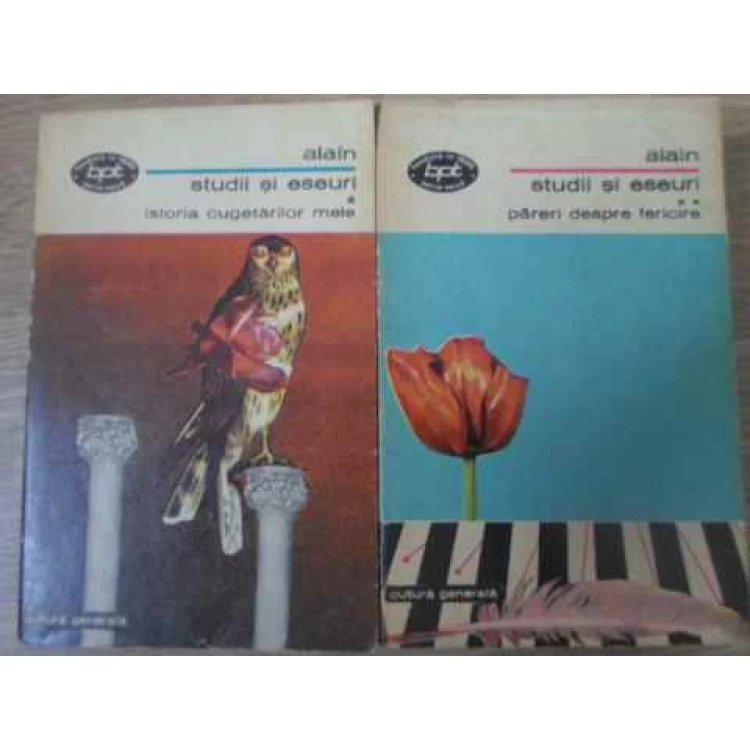 alain
studii și eseuri
*
istoria cugetărilor mele
bpt
cultură generală
alain
studii și eseuri
**
păreri despre fericire
bpt
cultură generală